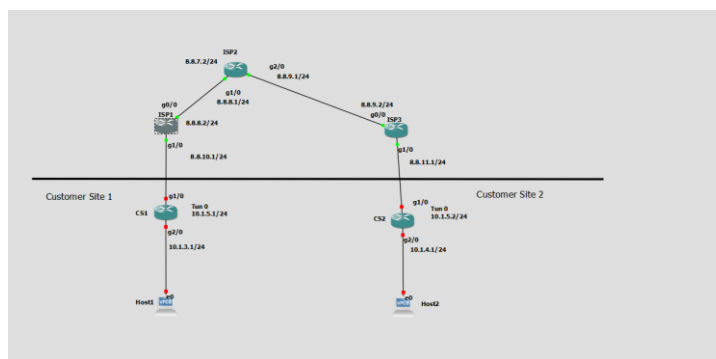 ISP2
8.8.7.2/24
g2/0
8.8.9.1/24
g1/0
8.8.8.1/24
g0/0
ISP1
8.8.8.2/24
8.8.9.2/24
g0/0
ISP3
g1/0
8.8.10.1/24
g1/0
8.8.11.1/24
Customer Site 1
Customer Site 2
g1/0
Tun 0
10.1.5.1/24
CS1
g1/0
Tun 0
10.1.5.2/24
CS2
g2/0
10.1.3.1/24
g2/0
10.1.4.1/24
Host1
e0
VPCS
e0
VPCS
Host2